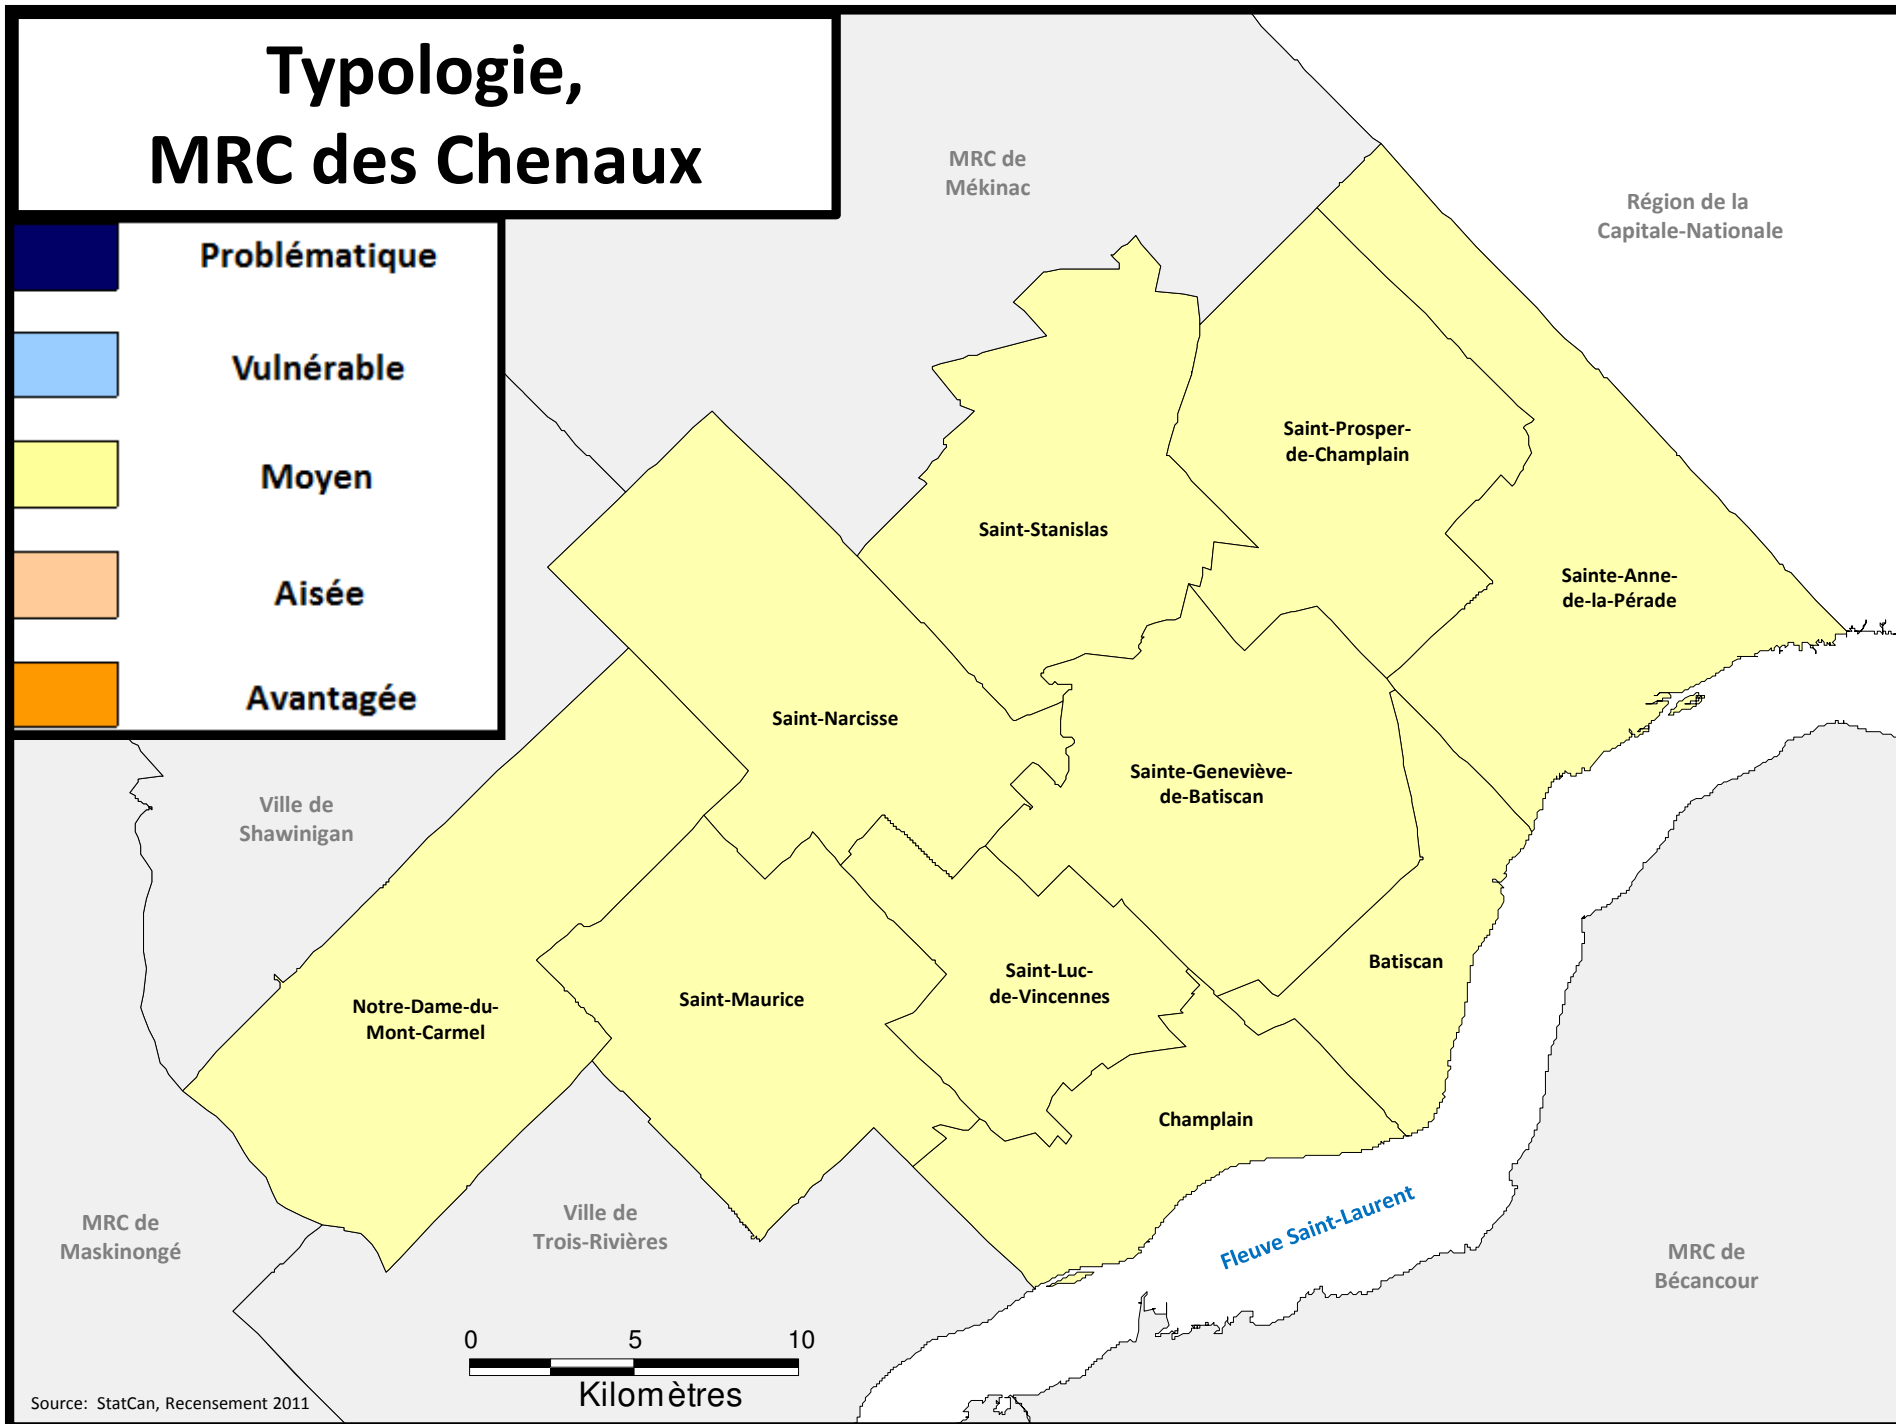 Typologie,
MRC des Chenaux
Problématique
Vulnérable
Moyen
Aisée
Avantagée
MRC de
Mékinac
Région de la
Capitale-Nationale
Saint-Prosper-
de-Champlain
Saint-Stanislas
Sainte-Anne-
de-la-Pérade
Saint-Narcisse
Sainte-Geneviève-
de-Batiscan
Ville de
Shawinigan
Batiscan
Saint-Luc-
de-Vincennes
Saint-Maurice
Notre-Dame-du-
Mont-Carmel
Champlain
Fleuve Saint-Laurent
MRC de
Maskinongé
Ville de
Trois-Rivières
MRC de
Bécancour
0 5 10
Kilomètres
Source: StatCan, Recensement 2011